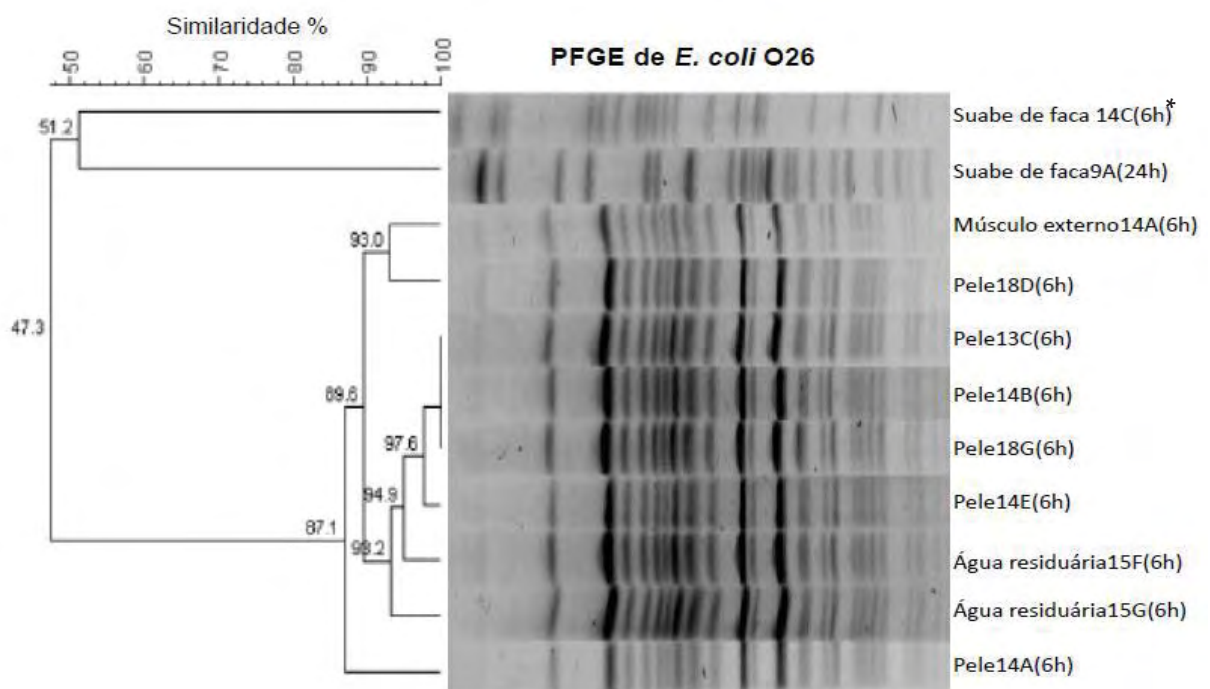 Similaridade %
50 60 70 80 90 100
PFGE de E. coli O26
51.2
47.3
93.0
89.6
97.6
94.9
93.2
87.1
Suabe de faca 14C(6h)*
Suabe de faca9A(24h)
Músculo externo14A(6h)
Pele18D(6h)
Pele13C(6h)
Pele14B(6h)
Pele18G(6h)
Pele14E(6h)
Água residuária15F(6h)
Água residuária15G(6h)
Pele14A(6h)